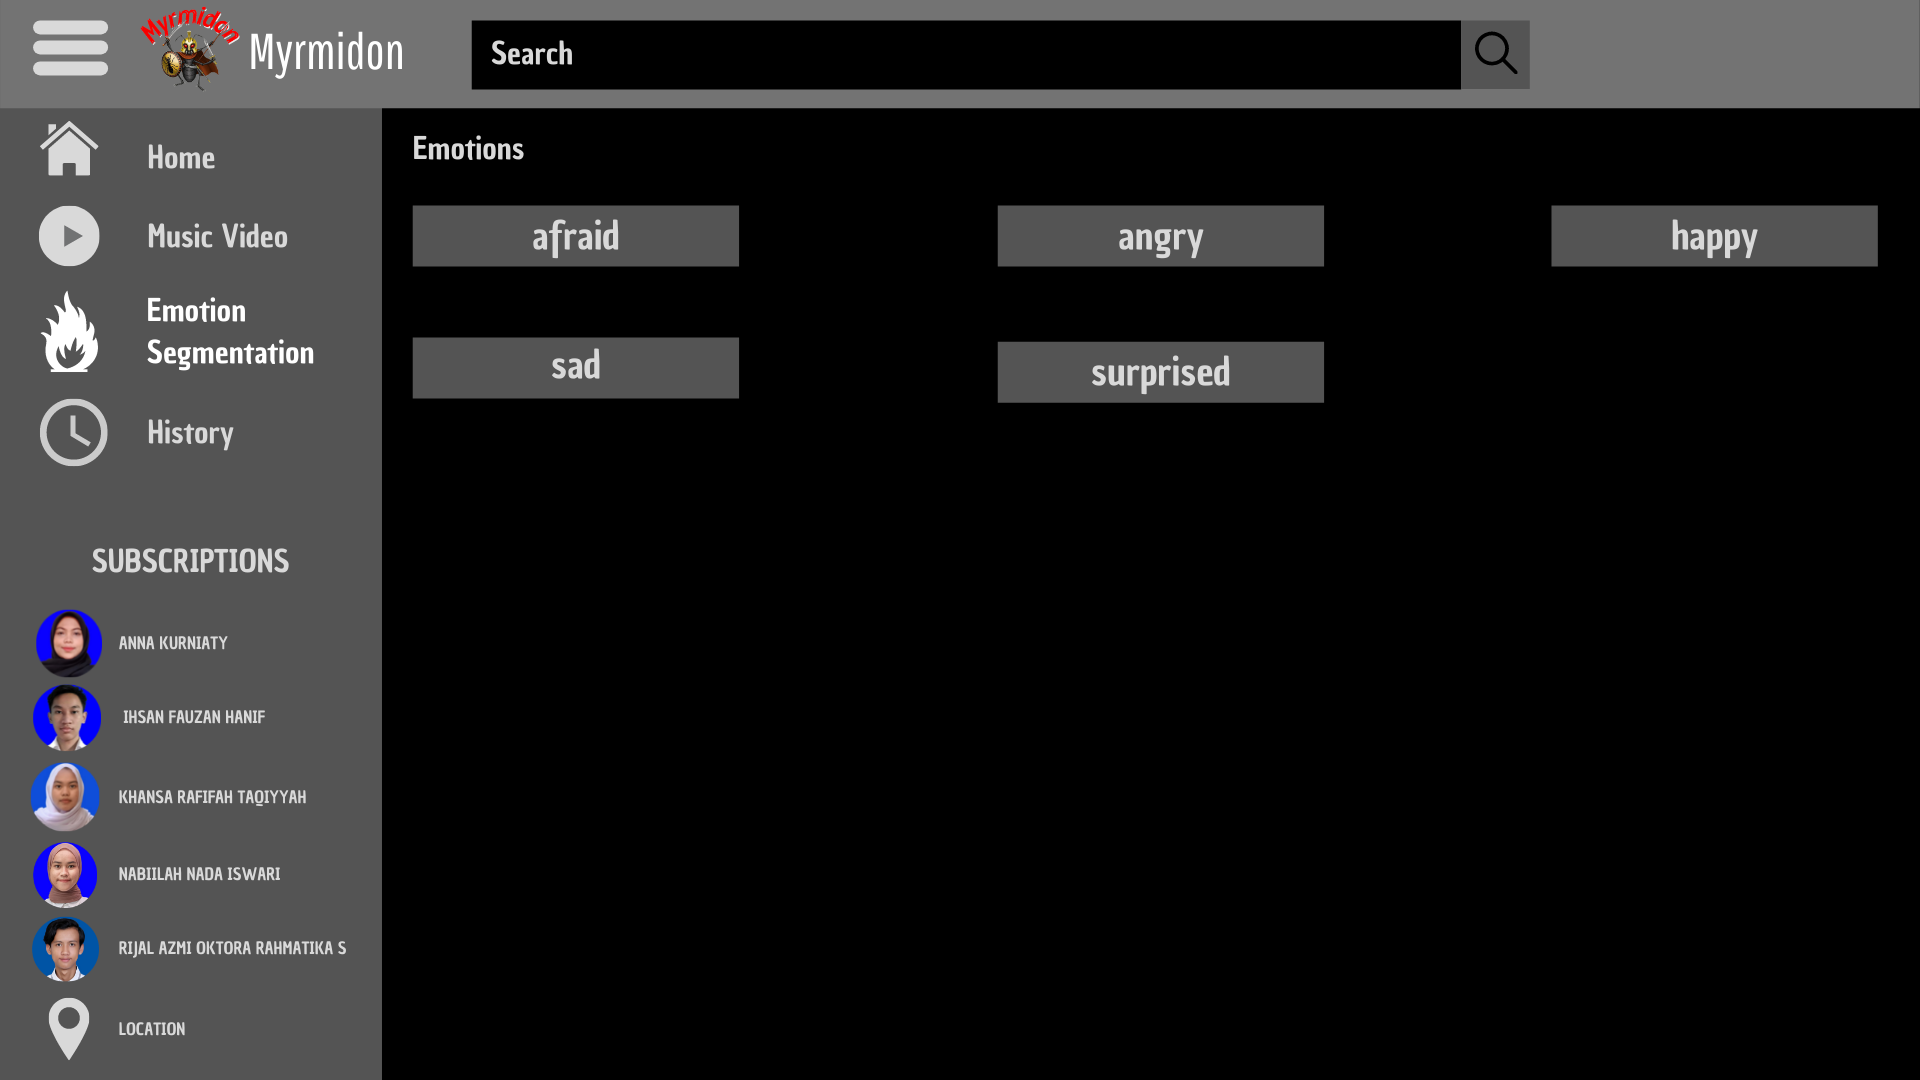 Myrmidon
Myrmidon
Search
Home
Music Video
Emotion
Segmentation
History
SUBSCRIPTIONS
ANNA KURNIATY
IHSAN FAUZAN HANIF
KHANSA RAFIFAH TAQIYYAH
NABIILAH NADA ISWARI
RIJAL AZMI OKTORA RAHMATIKA S
LOCATION
Emotions
afraid
angry
happy
sad
surprised